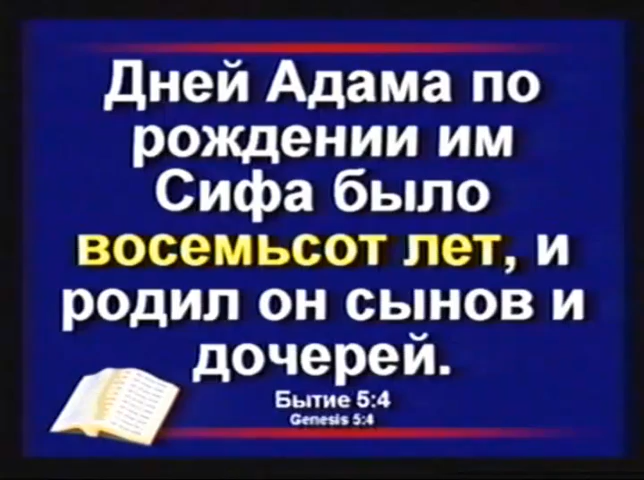 Дней Адама по
рождении им
Сифа было
восемьсот лет, и
родил он сынов и
дочерей.
Бытие 5:4
Genesis 5:4